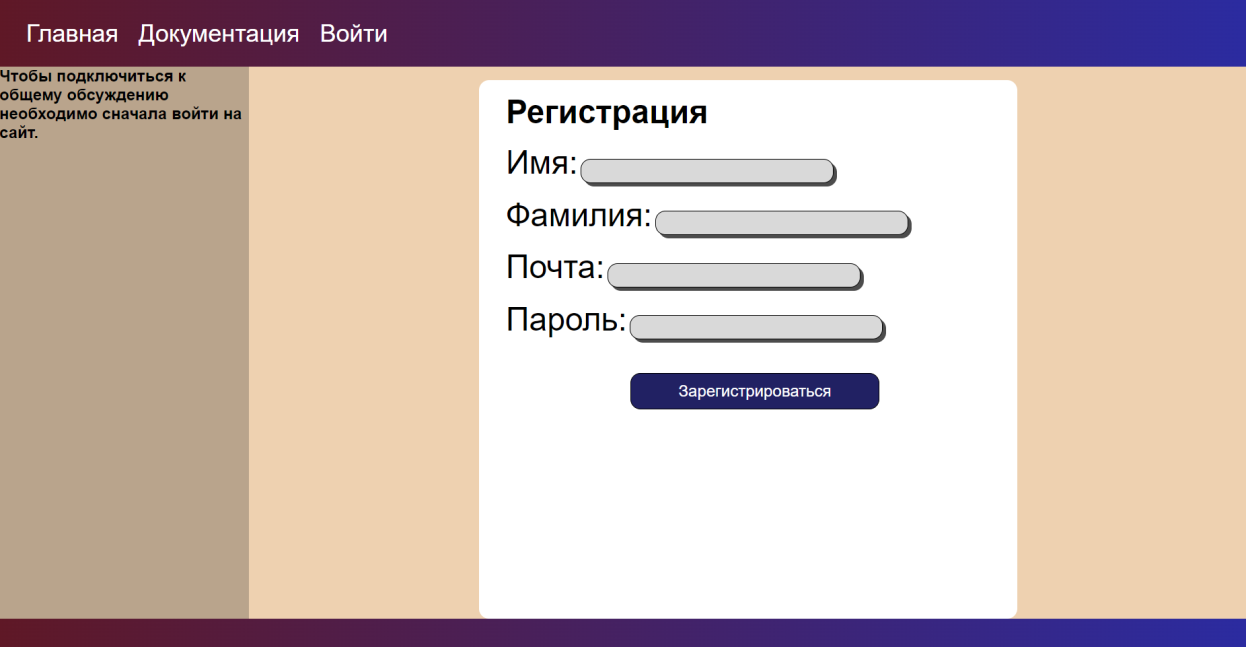 Главная Документация Войти
Чтобы подключиться к
общему обсуждению
необходимо сначала войти на
сайт.
Регистрация
Имя:
Фамилия:
Почта:
Пароль:
Зарегистрироваться